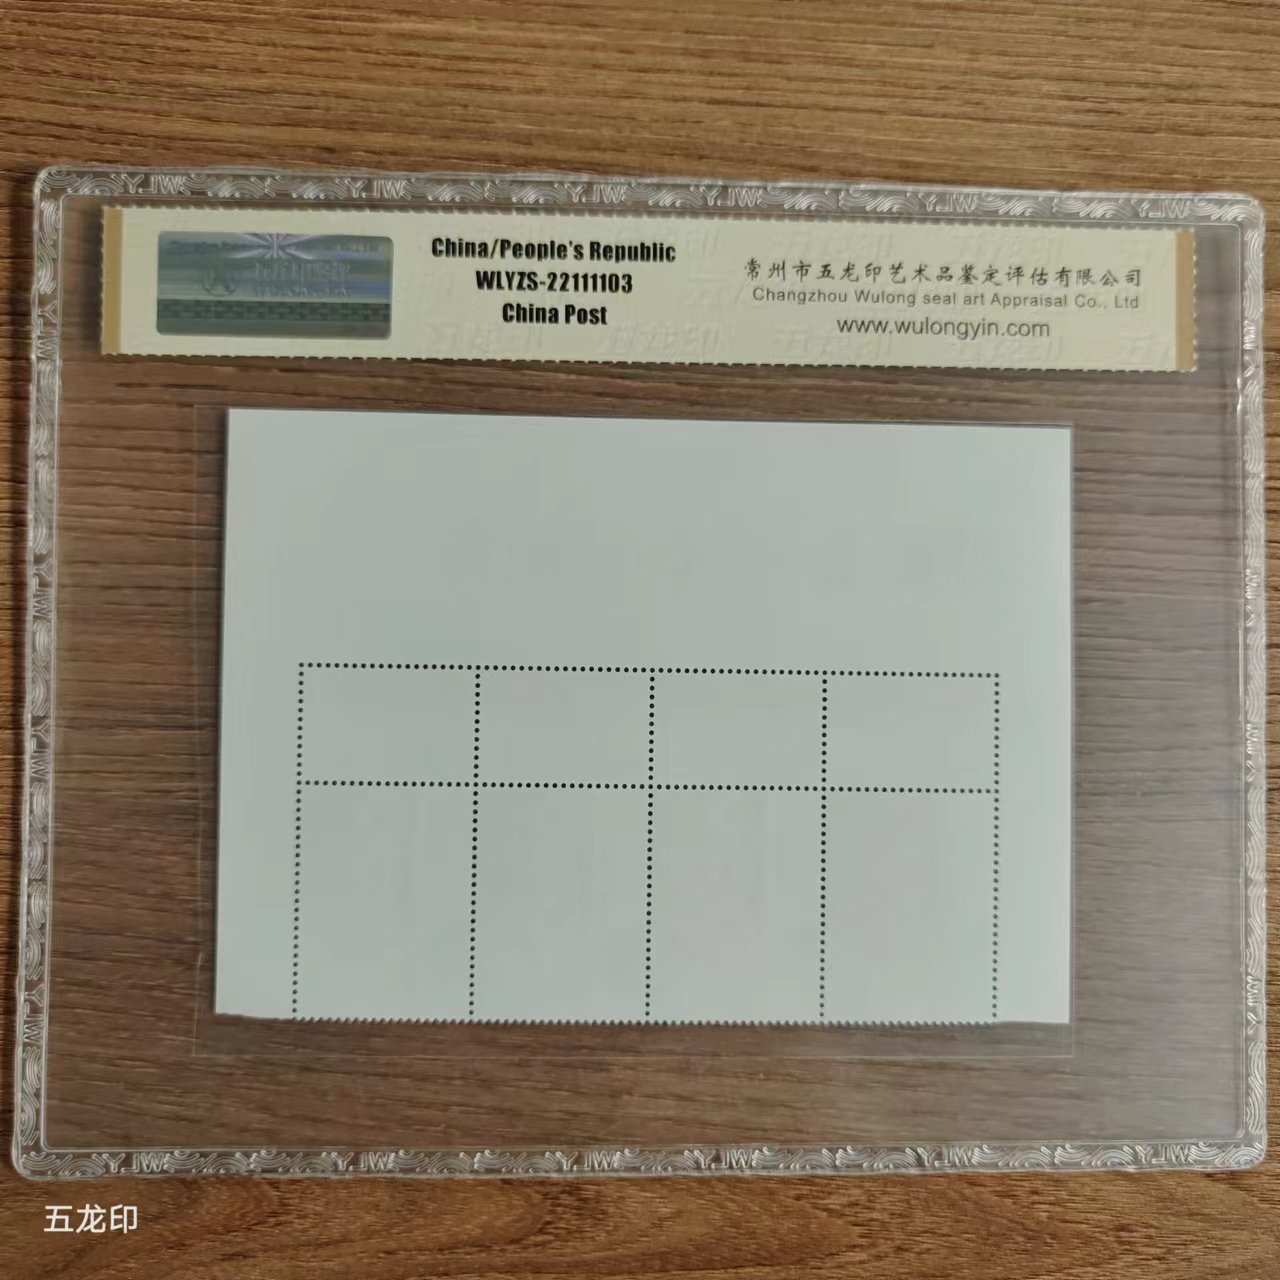 China/People's Republic
WLYZS-22111103
China Post
常州市五龙印艺术品鉴定评估有限公司
Changzhou Wulong seal art Appraisal Co., Ltd
www.wulongyin.com
五龙印